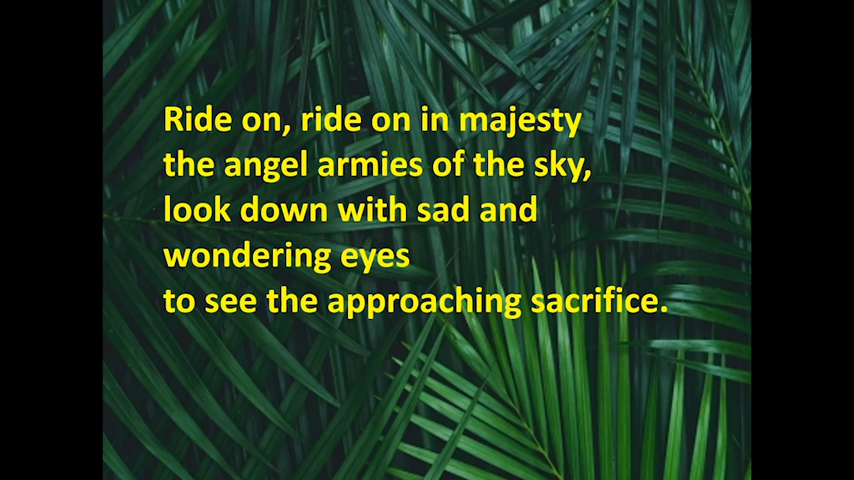 Ride on, ride on in majesty
the angel armies of the sky,
look down with sad and
wondering eyes
to see the approaching sacrifice.